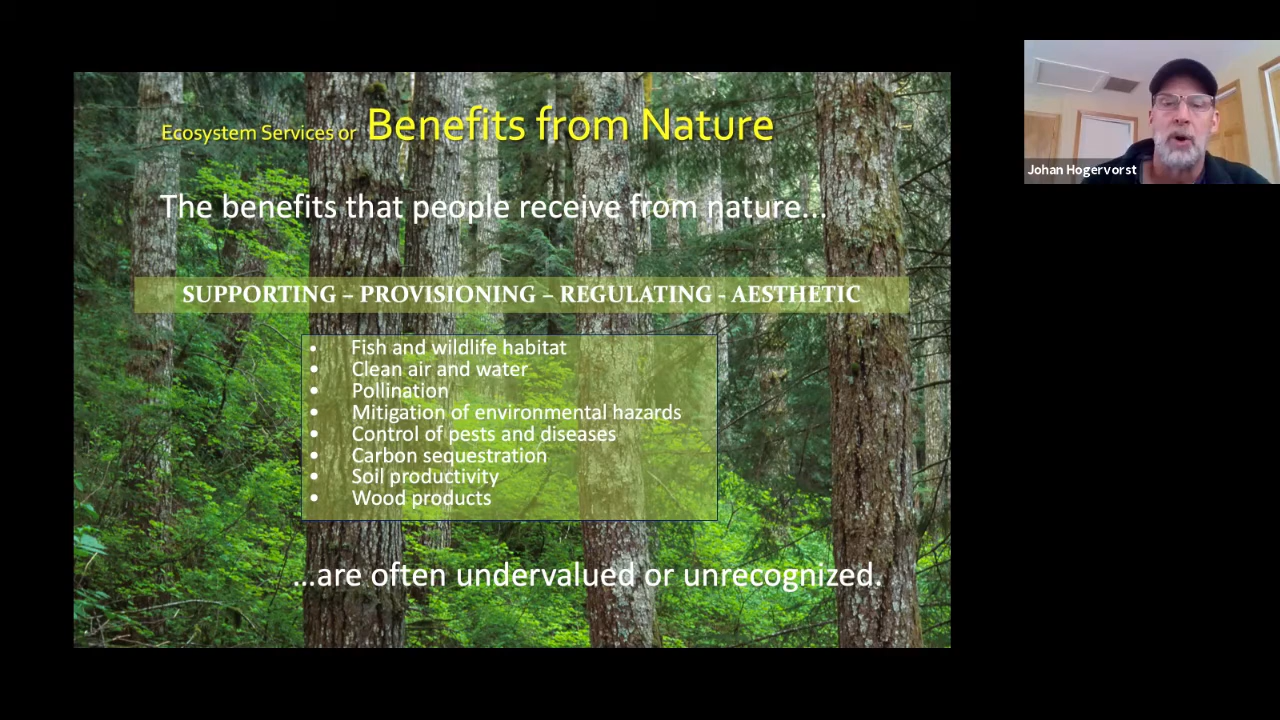 Ecosystem Services or Benefits from Nature
The benefits that people receive from nature...
SUPPORTING – PROVISIONING – REGULATING - AESTHETIC
• Fish and wildlife habitat
• Clean air and water
• Pollination
• Mitigation of environmental hazards
• Control of pests and diseases
• Carbon sequestration
• Soil productivity
• Wood products
...are often undervalued or unrecognized.
Johan Hogervorst